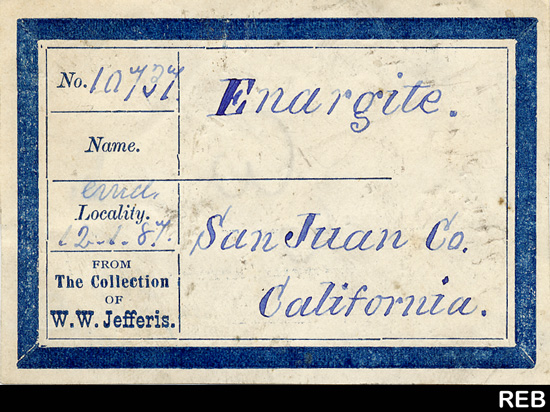 No. 10737.
Enargite.
Name.
Locality.
12.1.87.
San Juan Co.
California.
FROM
The Collection
OF
W.W. Jefferis.
REB